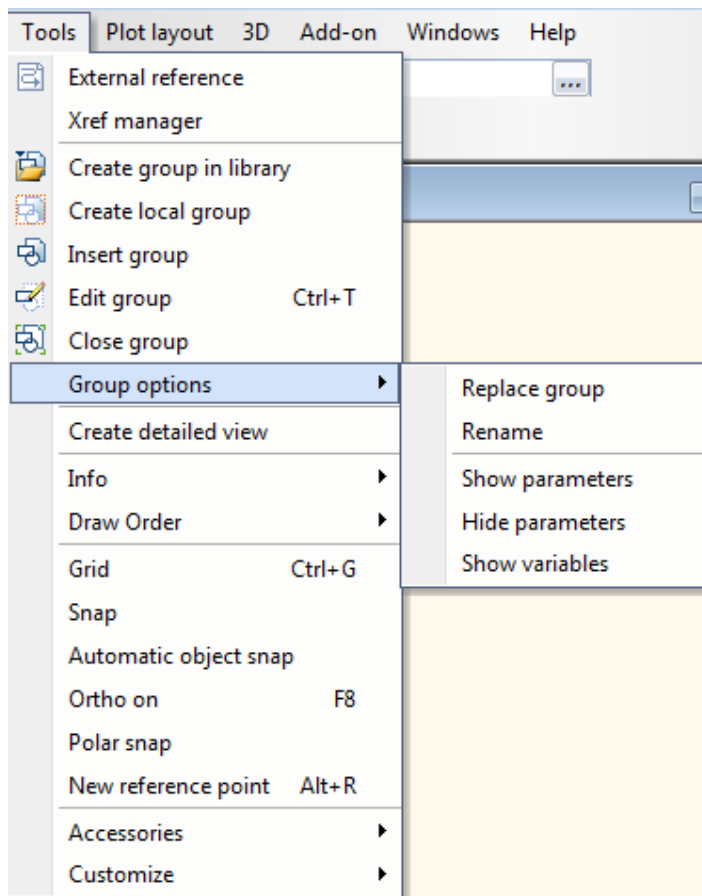 Tools Plot layout 3D Add-on Windows Help
External reference
...
Xref manager
Create group in library
Create local group
Insert group
Edit group Ctrl+T
Close group
Group options
Replace group
Rename
Show parameters
Hide parameters
Show variables
Create detailed view
Info
Draw Order
Grid Ctrl+G
Snap
Automatic object snap
Ortho on F8
Polar snap
New reference point Alt+R
Accessories
Customize